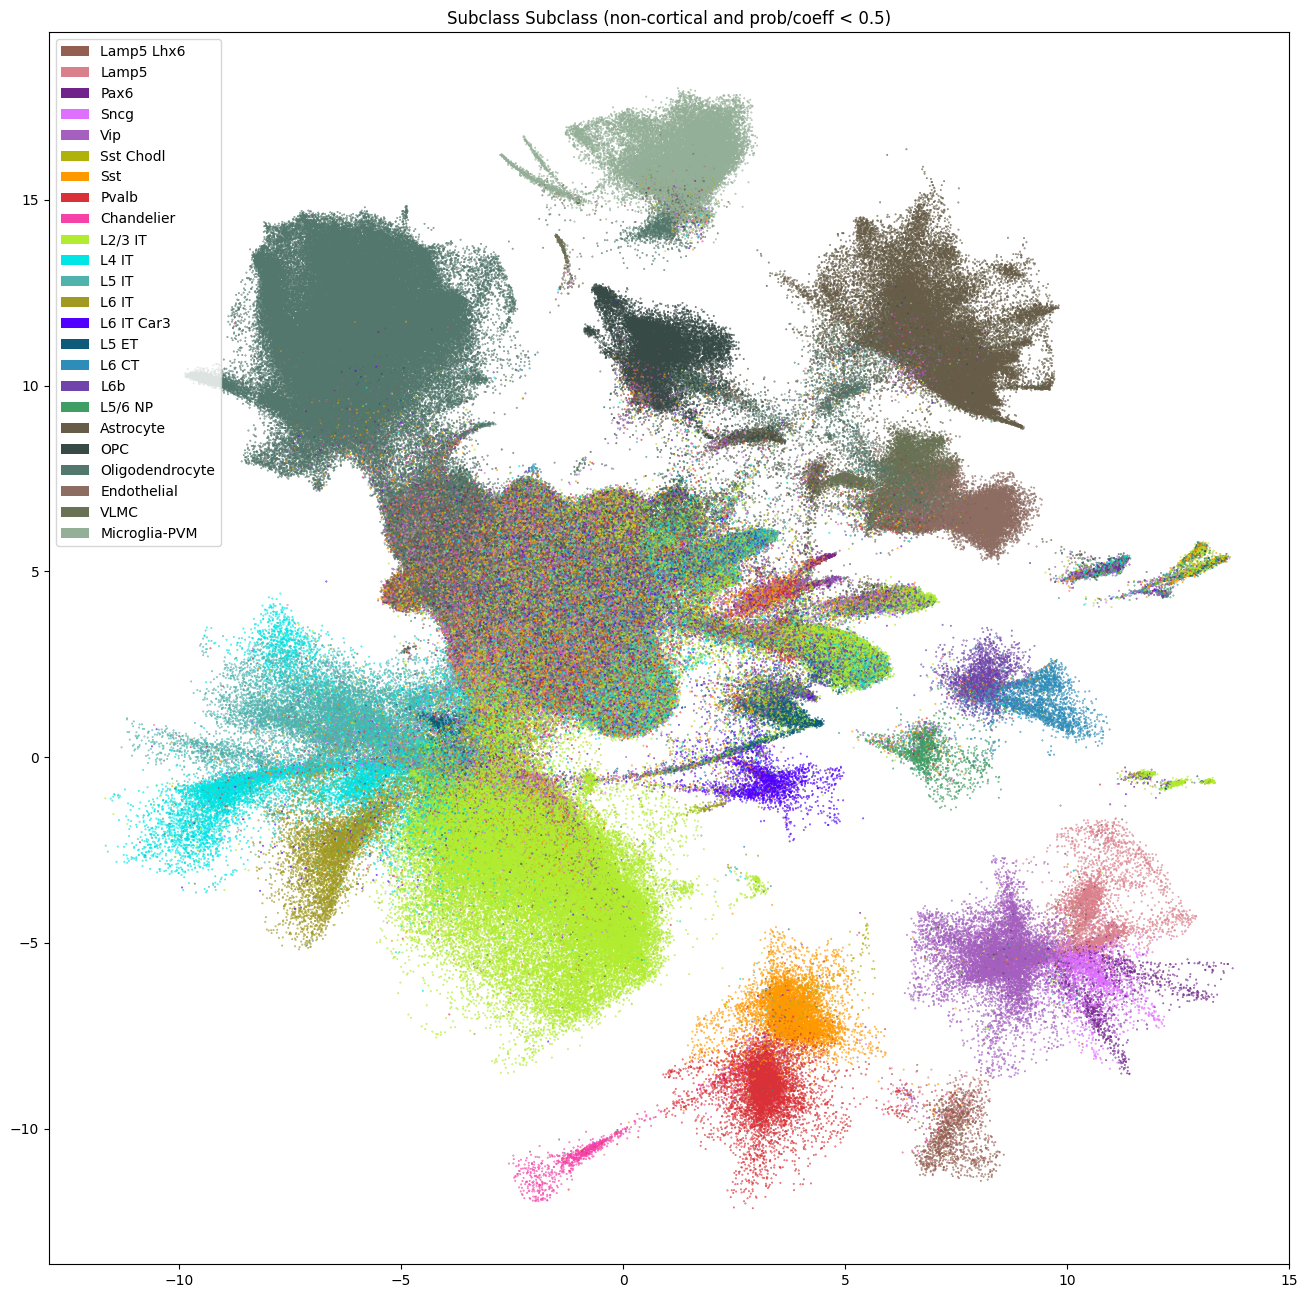 Subclass Subclass (non-cortical and prob/coeff < 0.5)
Lamp5 Lhx6
Lamp5
Pax6
Sncg
Vip
Sst Chodl
Sst
Pvalb
Chandelier
L2/3 IT
L4 IT
L5 IT
L6 IT
L6 IT Car3
L5 ET
L6 CT
L6b
L5/6 NP
Astrocyte
OPC
Oligodendrocyte
Endothelial
VLMC
Microglia-PVM
15
10
5
0
−5
−10
−10
−5
0
5
10
15